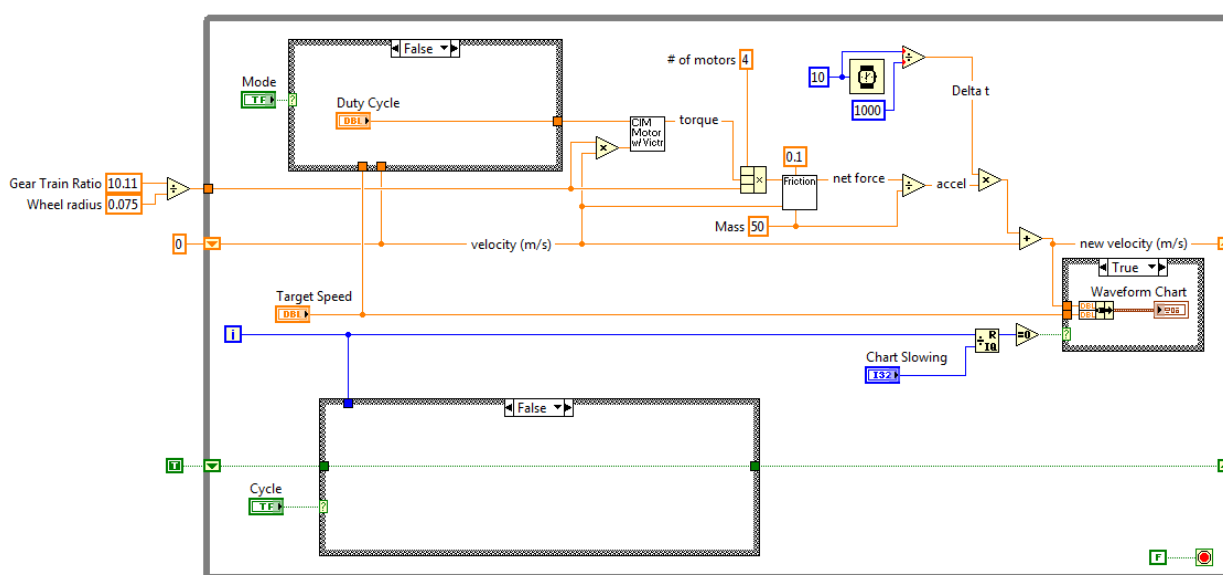 False
Mode
TF
?
Duty Cycle
DBL
CIM
Motor
w/ Victr
torque
# of motors 4
10
1000
Delta t
0.1
Friction
net force
accel
Gear Train Ratio 10.11
Wheel radius 0.075
Mass 50
0
velocity (m/s)
new velocity (m/s)
True
Waveform Chart
DBL
DBL
?
Target Speed
DBL
i
R
IQ
=0
Chart Slowing
I32
False
T
Cycle
TF
?
F